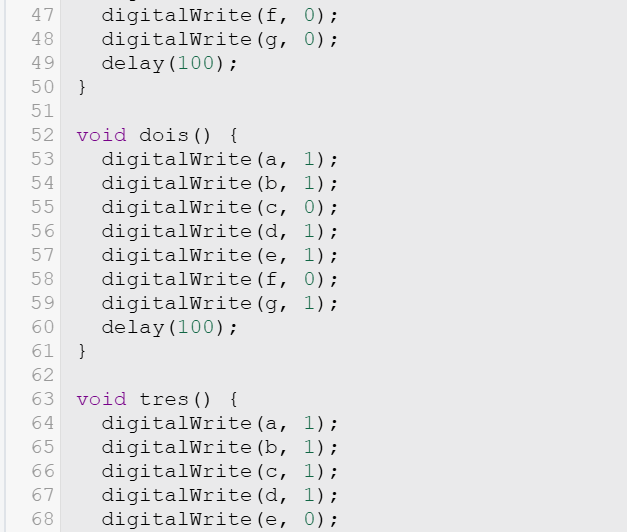 47 digitalWrite(f, 0);
48 digitalWrite(g, 0);
49 delay(100);
50 }
51
52 void dois() {
53 digitalWrite(a, 1);
54 digitalWrite(b, 1);
55 digitalWrite(c, 0);
56 digitalWrite(d, 1);
57 digitalWrite(e, 1);
58 digitalWrite(f, 0);
59 digitalWrite(g, 1);
60 delay(100);
61 }
62
63 void tres() {
64 digitalWrite(a, 1);
65 digitalWrite(b, 1);
66 digitalWrite(c, 1);
67 digitalWrite(d, 1);
68 digitalWrite(e, 0);